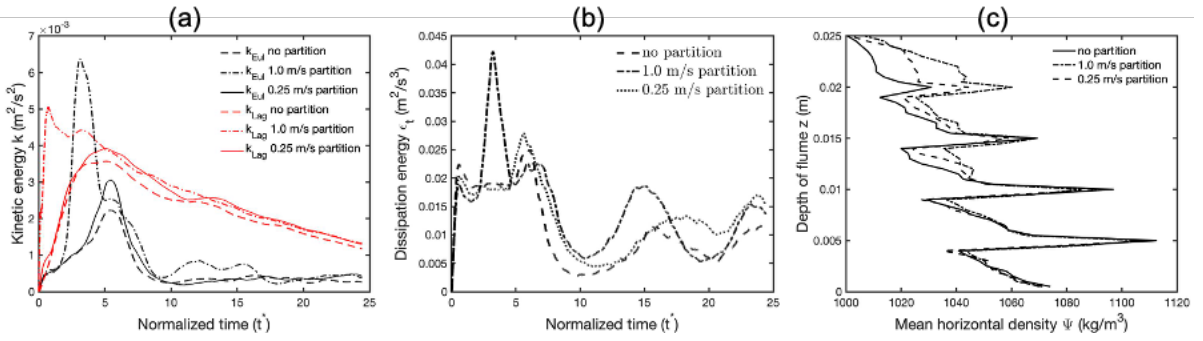 (a)
×10⁻³
7
6
5
4
3
2
1
0
0 5 10 15 20 25
Kinetic energy k (m²/s²)
Normalized time (t*)
k_Eul no partition
k_Eul 1.0 m/s partition
k_Eul 0.25 m/s partition
k_Lag no partition
k_Lag 1.0 m/s partition
k_Lag 0.25 m/s partition
(b)
0.045
0.04
0.035
0.03
0.025
0.02
0.015
0.01
0.005
0
0 5 10 15 20 25
Dissipation energy ϵ_t (m²/s³)
Normalized time (t*)
no partition
1.0 m/s partition
0.25 m/s partition
(c)
0.025
0.02
0.015
0.01
0.005
0
1000 1020 1040 1060 1080 1100 1120
Depth of flume z (m)
Mean horizontal density Ψ (kg/m³)
no partition
1.0 m/s partition
0.25 m/s partition